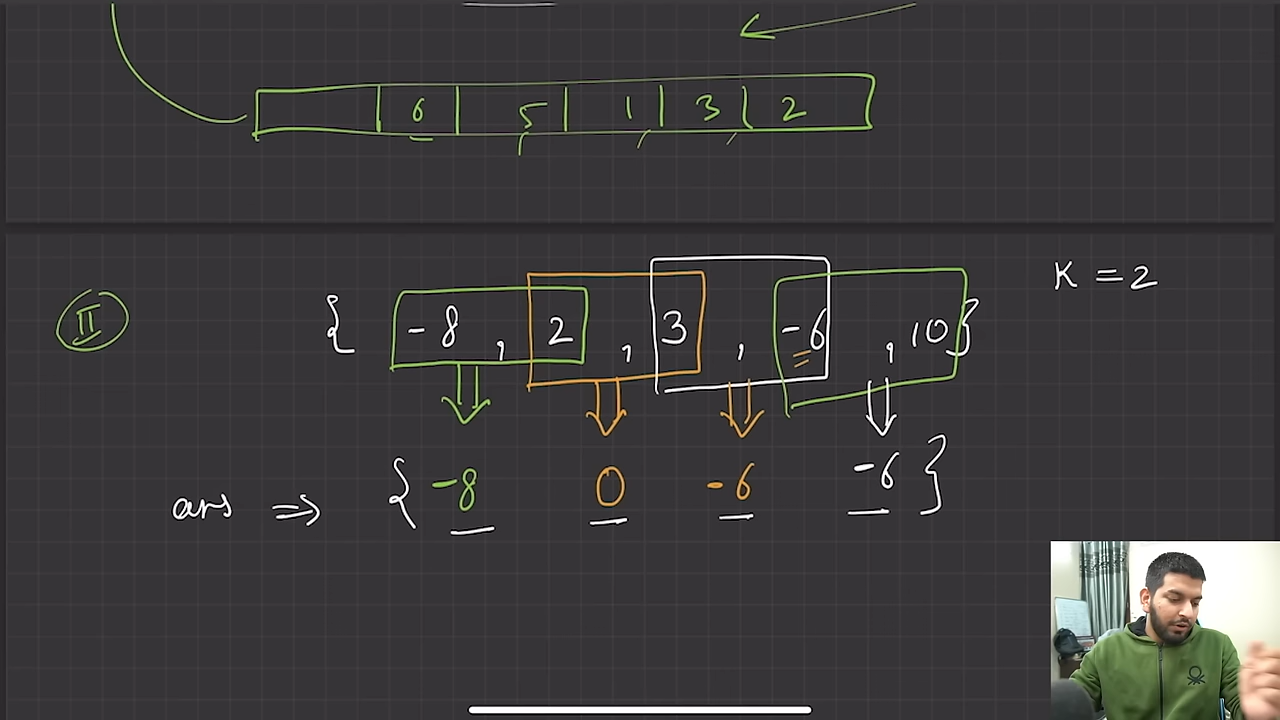 6 5 1 3 2
II { -8 , 2 , 3 , -6 , 10 } K = 2
ans ⇒ { -8 0 -6 -6 }